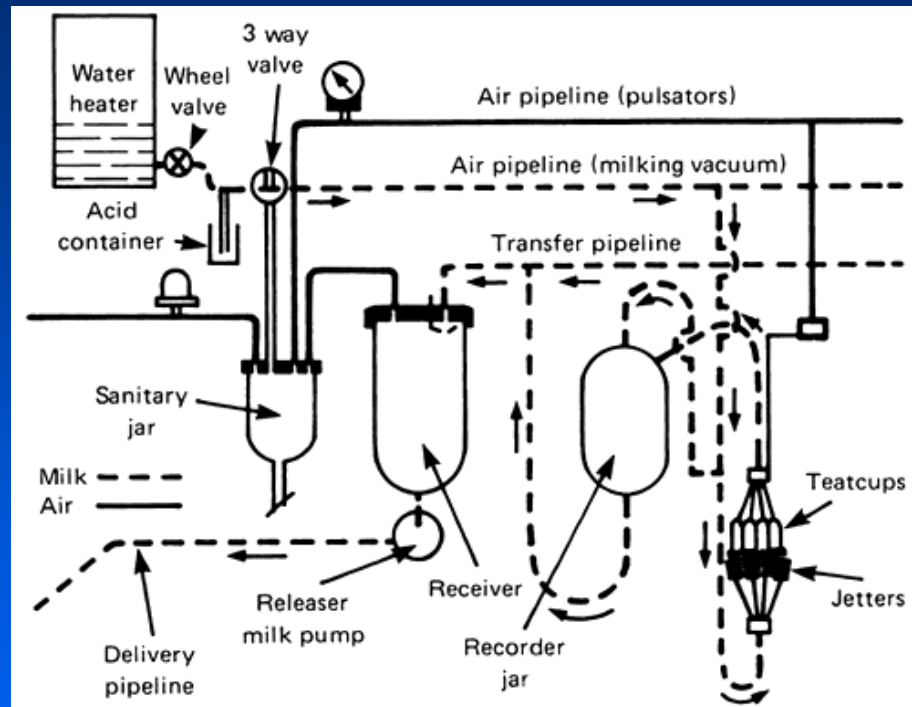 3 way
valve
Water
heater
Wheel
valve
Air pipeline (pulsators)
Air pipeline (milking vacuum)
Acid
container
Transfer pipeline
Sanitary
jar
Milk
Air
Teatcups
Jetters
Receiver
Releaser
milk pump
Recorder
jar
Delivery
pipeline